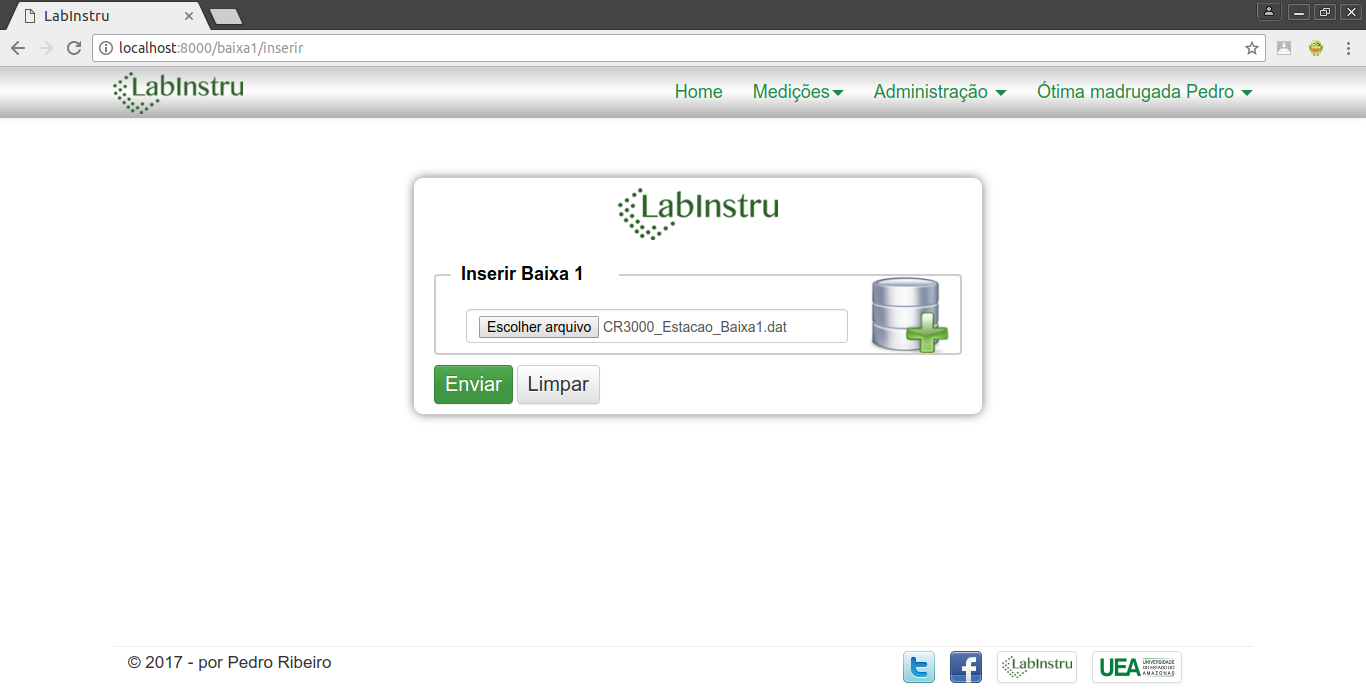 LabInstru
localhost:8000/baixa1/inserir
LabInstru
Home Medições Administração Ótima madrugada Pedro
LabInstru
Inserir Baixa 1
Escolher arquivo CR3000_Estacao_Baixa1.dat
Enviar Limpar
© 2017 - por Pedro Ribeiro
LabInstru
UEA
UNIVERSIDADE
DO ESTADO DO
AMAZONAS